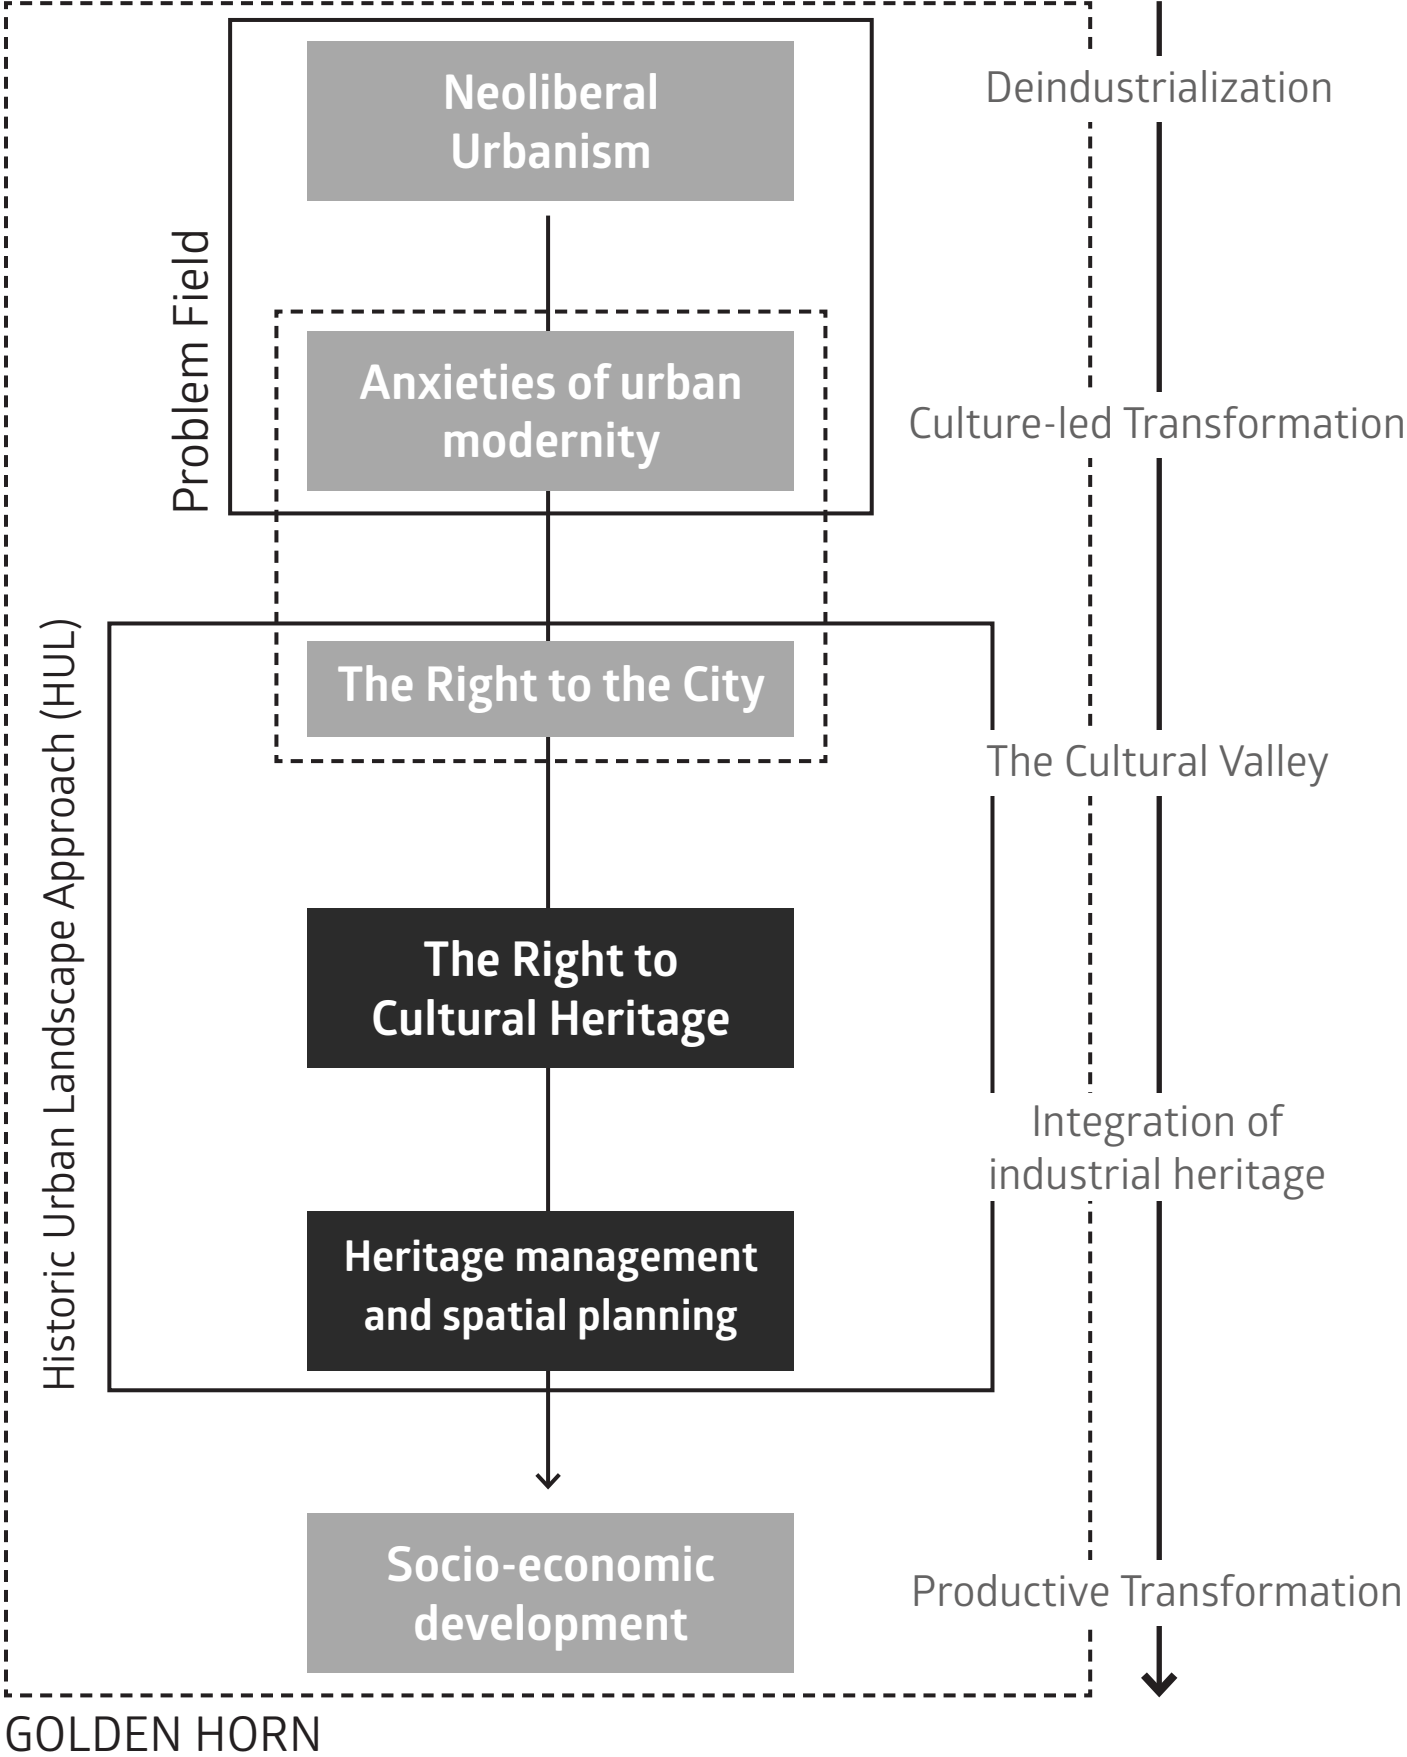 Neoliberal
Urbanism
Deindustrialization
Problem Field
Anxieties of urban
modernity
Culture-led Transformation
Historic Urban Landscape Approach (HUL)
The Right to the City
The Cultural Valley
The Right to
Cultural Heritage
Integration of
industrial heritage
Heritage management
and spatial planning
Socio-economic
development
Productive Transformation
GOLDEN HORN